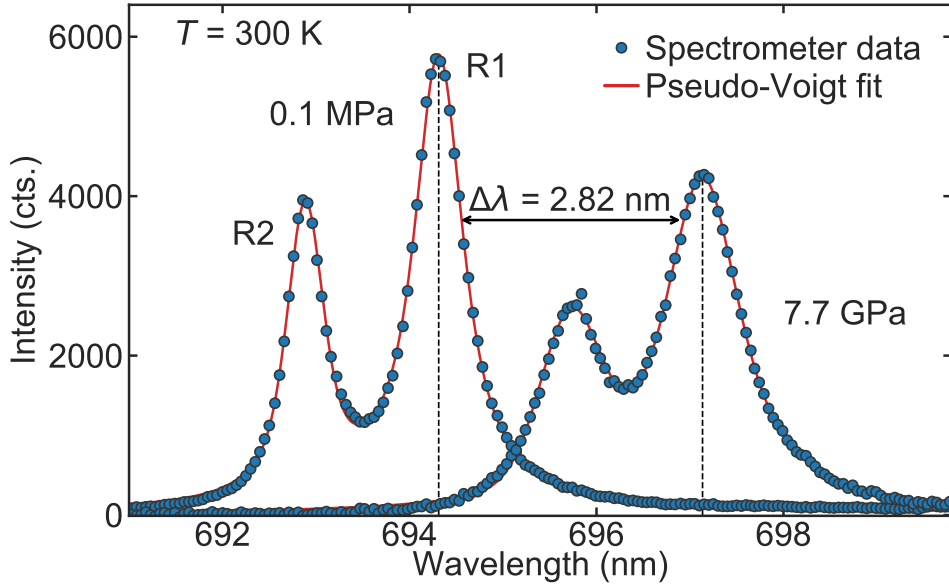 T = 300 K
Spectrometer data
Pseudo-Voigt fit
R1
0.1 MPa
R2
Δλ = 2.82 nm
7.7 GPa
6000
4000
2000
0
Intensity (cts.)
692
694
696
698
Wavelength (nm)